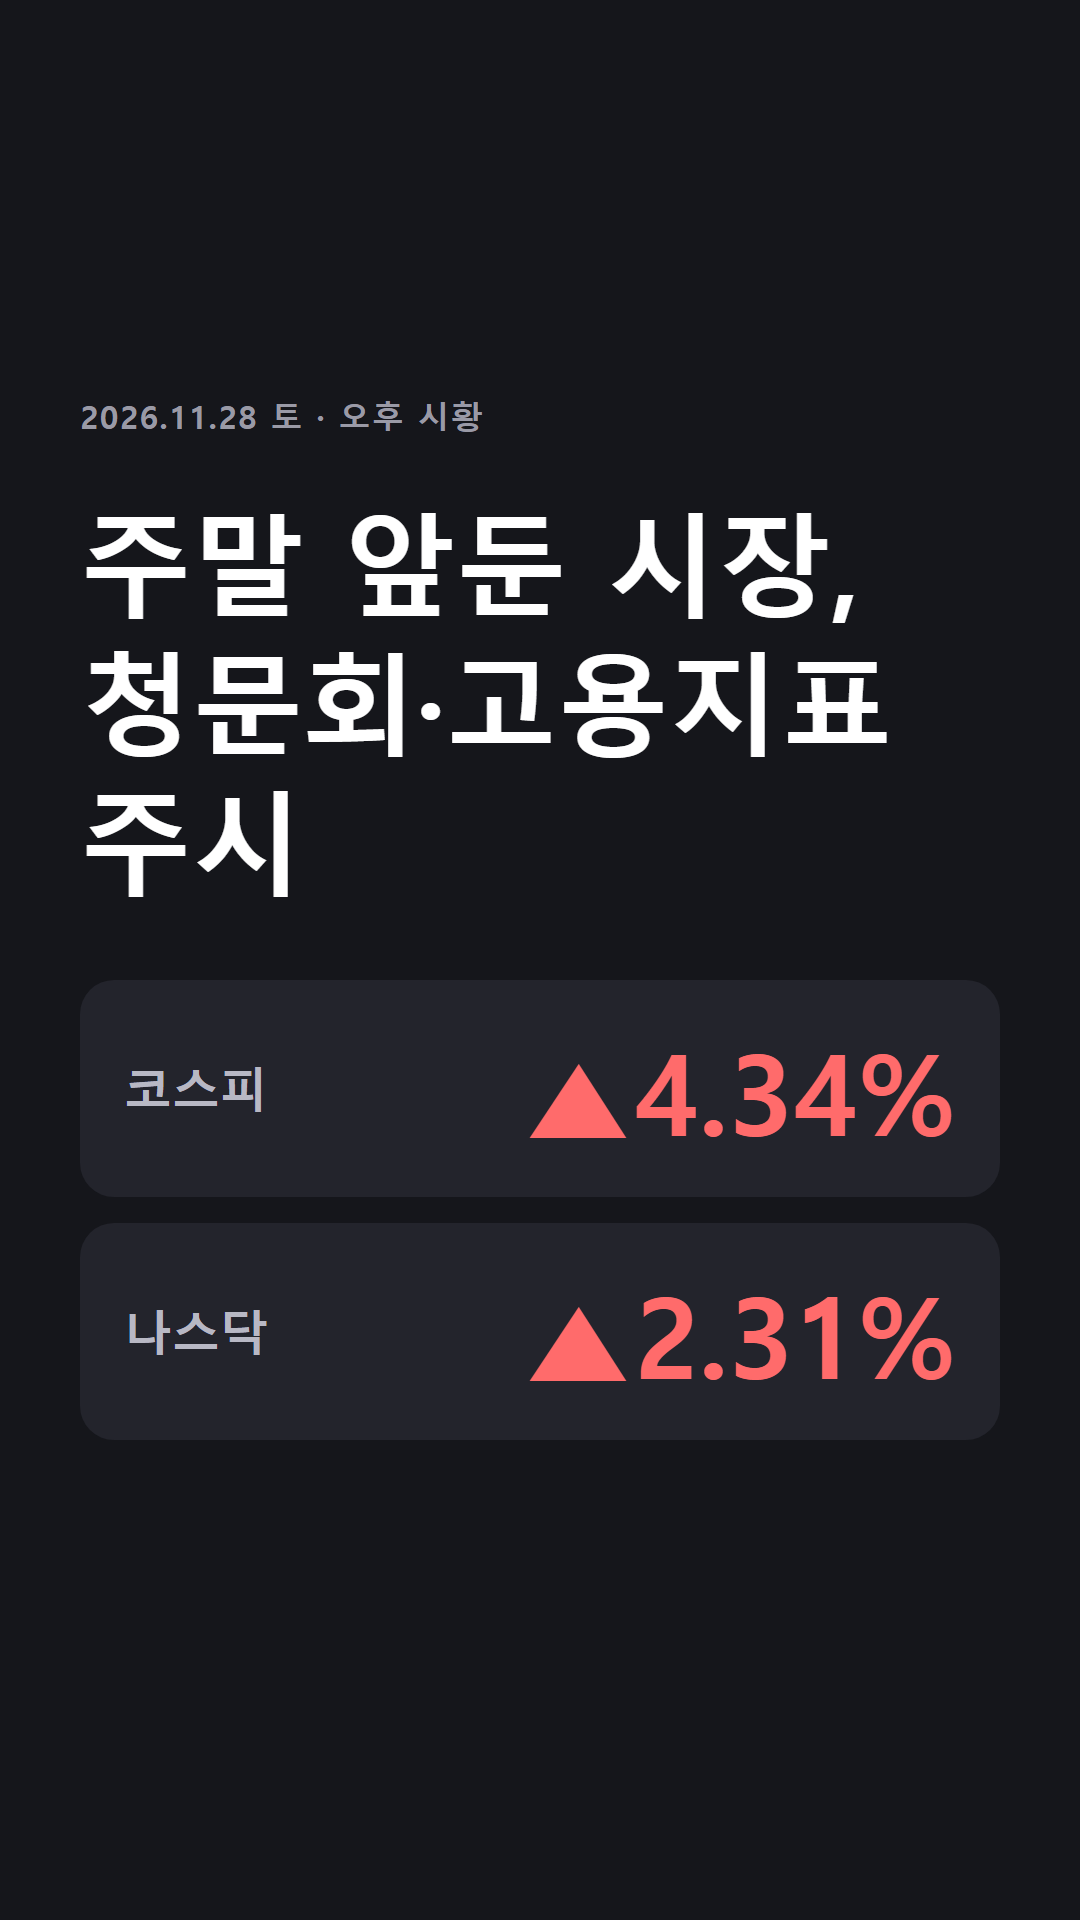 2026.11.28 토 · 오후 시황
주말 앞둔 시장,
청문회·고용지표
주시
코스피 ▲4.34%
나스닥 ▲2.31%